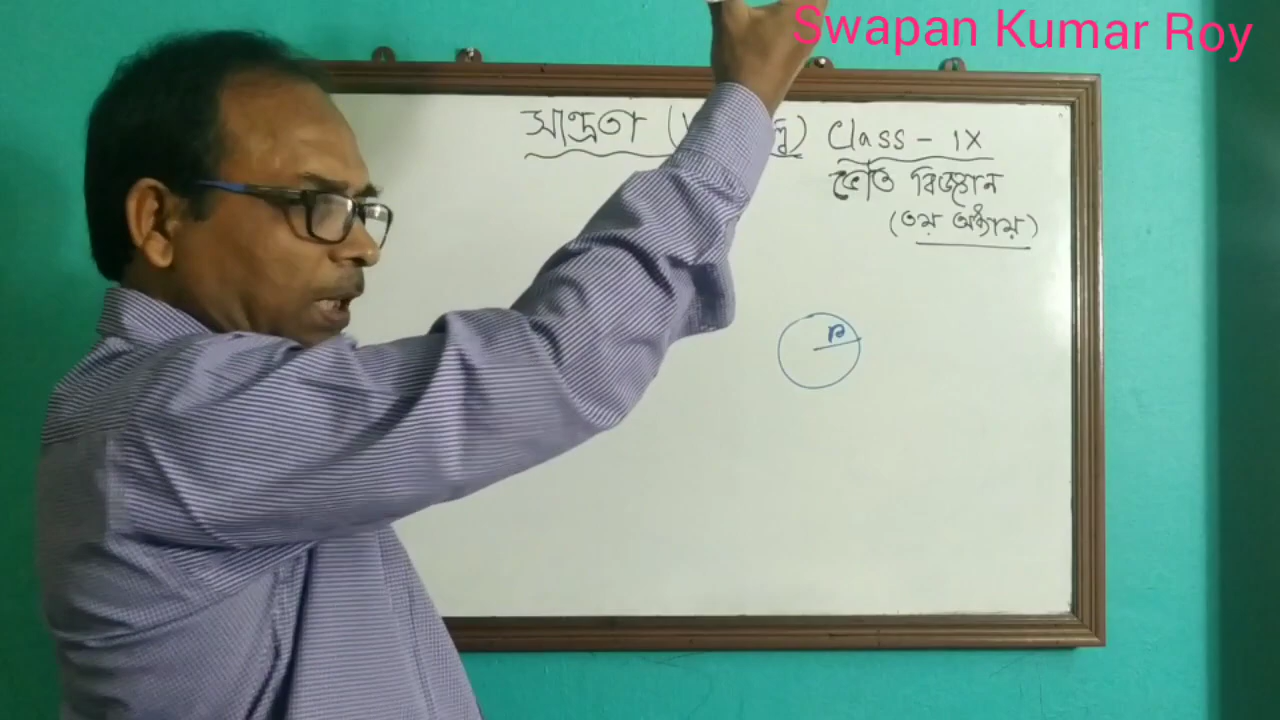 Swapan Kumar Roy
সান্দ্রতা ( ) Class - IX
ভৌত বিজ্ঞান
(৩য় অধ্যায়)
r